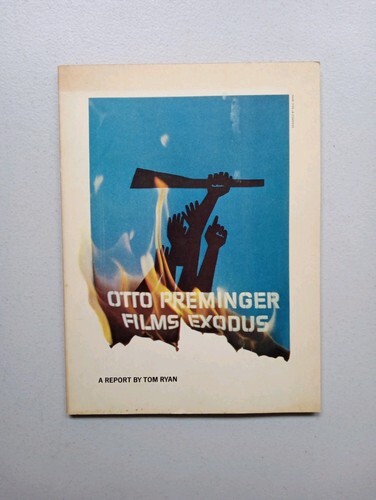 OTTO PREMINGER
FILMS EXODUS
A REPORT BY TOM RYAN